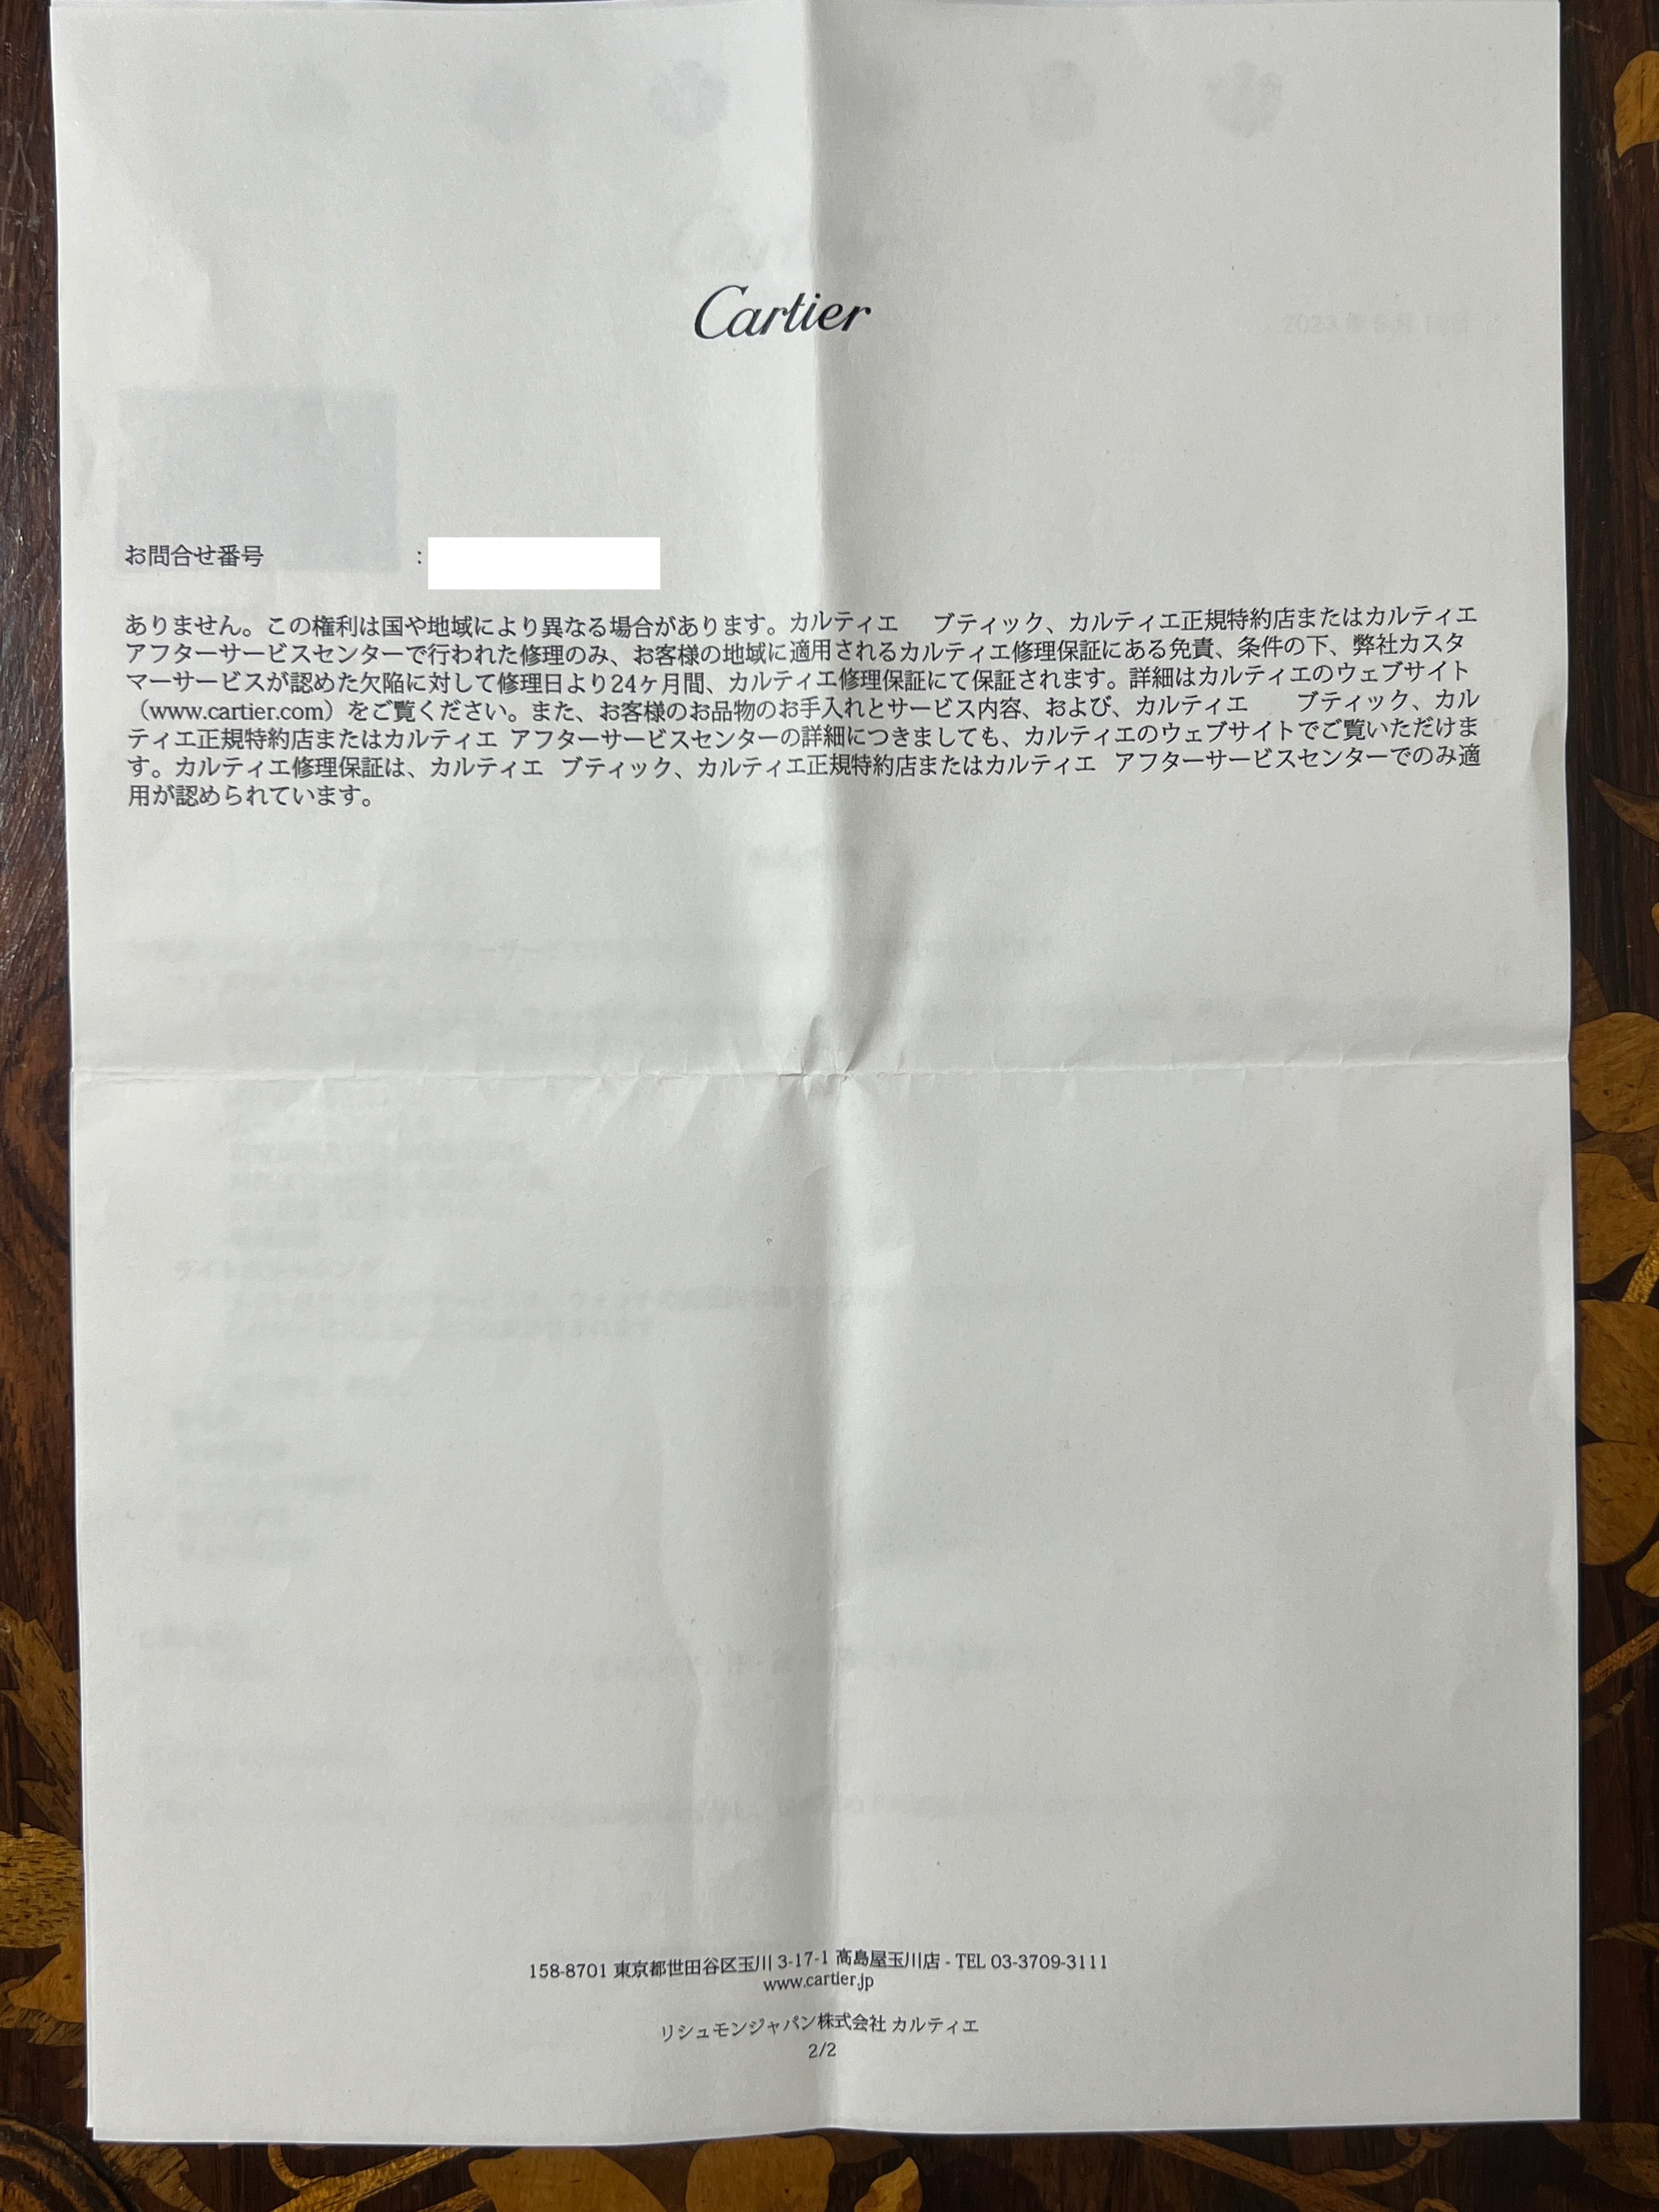 Cartier
お問合せ番号 :
ありません。この権利は国や地域により異なる場合があります。カルティエ ブティック、カルティエ正規特約店またはカルティエ
アフターサービスセンターで行われた修理のみ、お客様の地域に適用されるカルティエ修理保証にある免責、条件の下、弊社カスタ
マーサービスが認めた欠陥に対して修理日より24ヶ月間、カルティエ修理保証にて保証されます。詳細はカルティエのウェブサイト
（www.cartier.com）をご覧ください。また、お客様のお品物のお手入れとサービス内容、および、カルティエ ブティック、カル
ティエ正規特約店またはカルティエ アフターサービスセンターの詳細につきましても、カルティエのウェブサイトでご覧いただけま
す。カルティエ修理保証は、カルティエ ブティック、カルティエ正規特約店またはカルティエ アフターサービスセンターでのみ適
用が認められています。
158-8701 東京都世田谷区玉川 3-17-1 高島屋玉川店 - TEL 03-3709-3111
www.cartier.jp
リシュモンジャパン株式会社 カルティエ
2/2